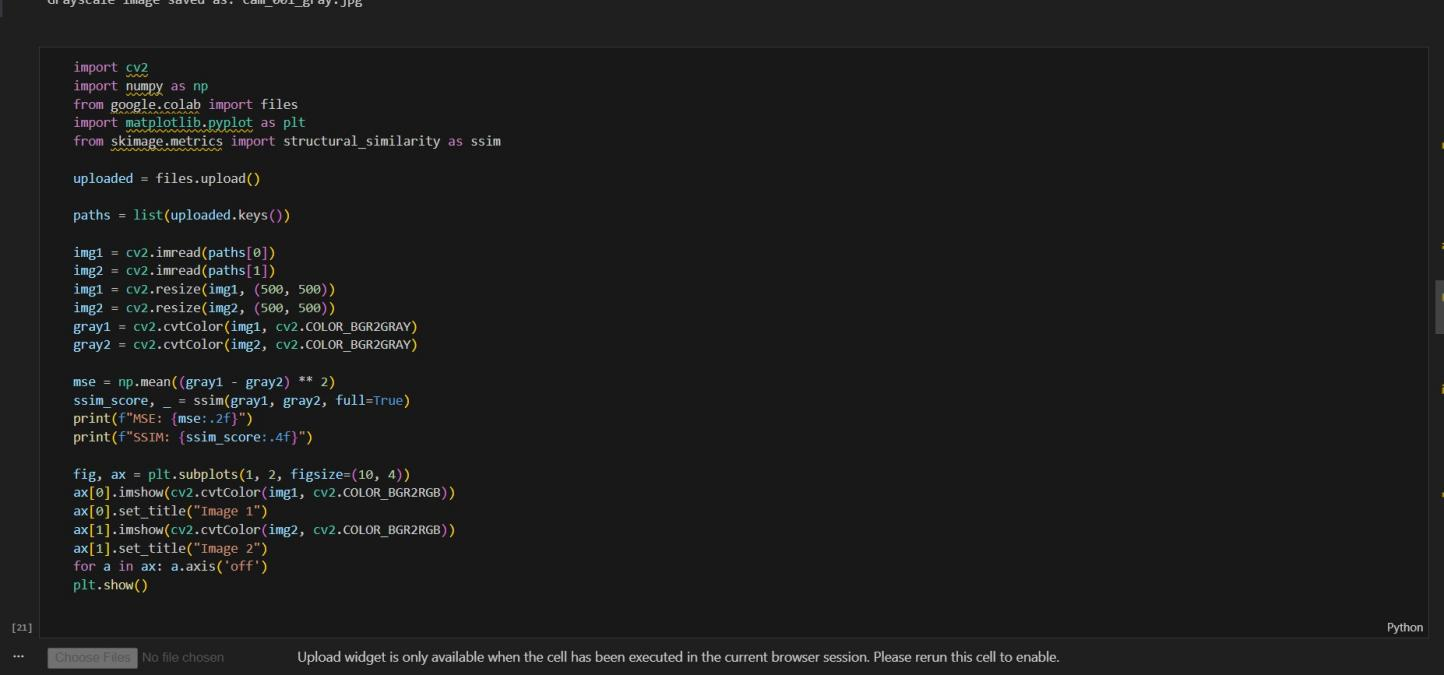 Grayscale image saved as: cam_001_gray.jpg
import cv2
import numpy as np
from google.colab import files
import matplotlib.pyplot as plt
from skimage.metrics import structural_similarity as ssim
uploaded = files.upload()
paths = list(uploaded.keys())
img1 = cv2.imread(paths[0])
img2 = cv2.imread(paths[1])
img1 = cv2.resize(img1, (500, 500))
img2 = cv2.resize(img2, (500, 500))
gray1 = cv2.cvtColor(img1, cv2.COLOR_BGR2GRAY)
gray2 = cv2.cvtColor(img2, cv2.COLOR_BGR2GRAY)
mse = np.mean((gray1 - gray2) ** 2)
ssim_score, _ = ssim(gray1, gray2, full=True)
print(f"MSE: {mse:.2f}")
print(f"SSIM: {ssim_score:.4f}")
fig, ax = plt.subplots(1, 2, figsize=(10, 4))
ax[0].imshow(cv2.cvtColor(img1, cv2.COLOR_BGR2RGB))
ax[0].set_title("Image 1")
ax[1].imshow(cv2.cvtColor(img2, cv2.COLOR_BGR2RGB))
ax[1].set_title("Image 2")
for a in ax: a.axis('off')
plt.show()
[21]
Python
... Choose Files No file chosen Upload widget is only available when the cell has been executed in the current browser session. Please rerun this cell to enable.